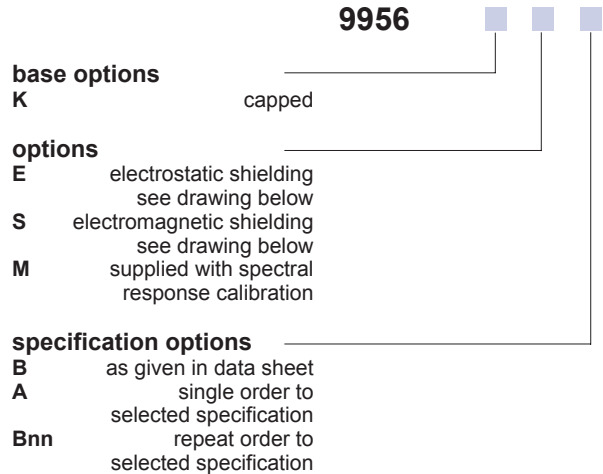 9956
base options
K capped
options
E electrostatic shielding
see drawing below
S electromagnetic shielding
see drawing below
M supplied with spectral
response calibration
specification options
B as given in data sheet
A single order to
selected specification
Bnn repeat order to
selected specification